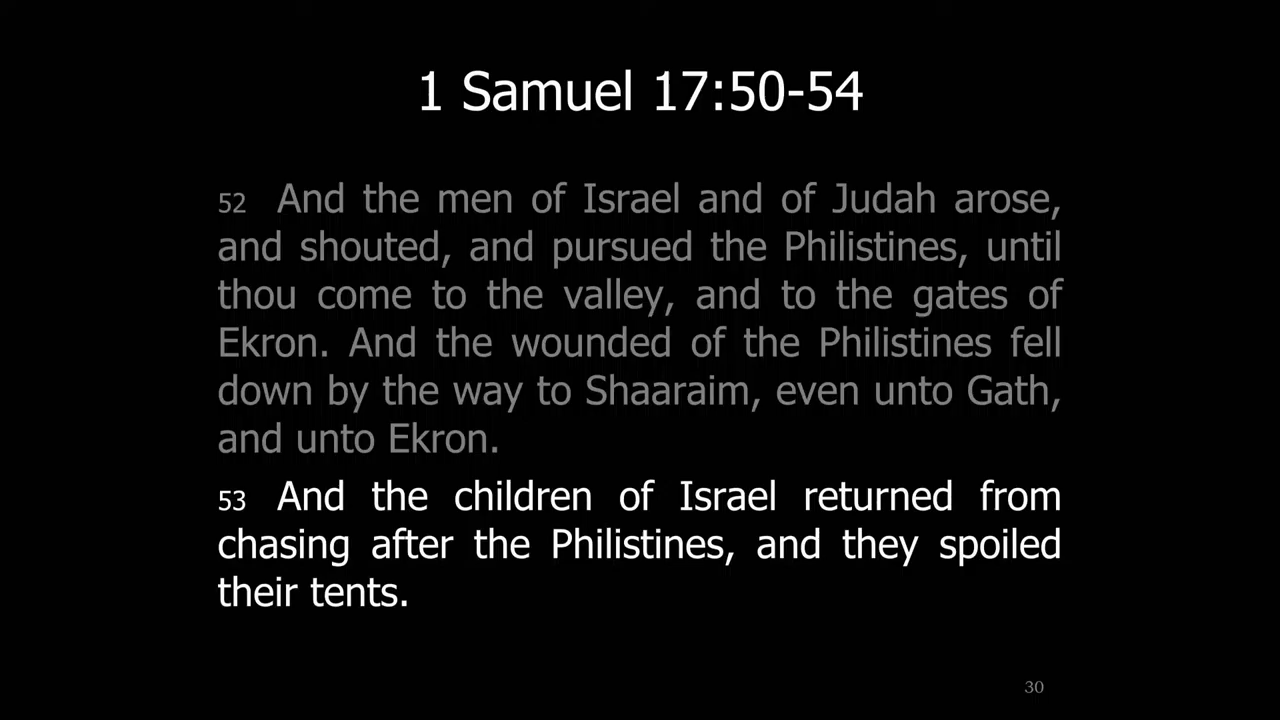 1 Samuel 17:50-54
52 And the men of Israel and of Judah arose,
and shouted, and pursued the Philistines, until
thou come to the valley, and to the gates of
Ekron. And the wounded of the Philistines fell
down by the way to Shaaraim, even unto Gath,
and unto Ekron.
53 And the children of Israel returned from
chasing after the Philistines, and they spoiled
their tents.
30